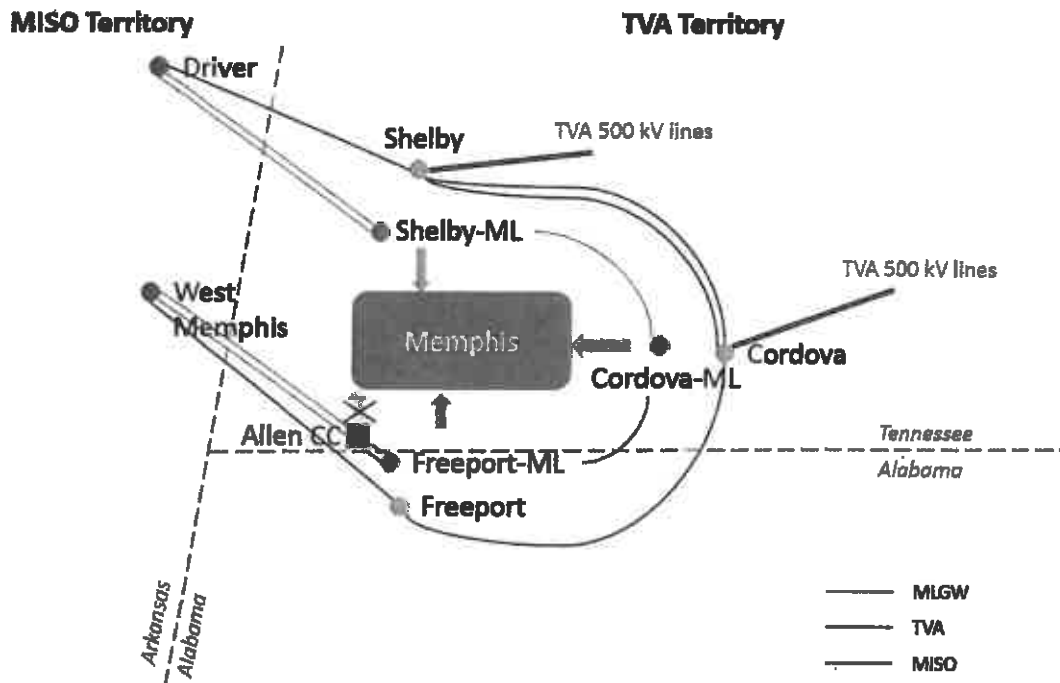 MISO Territory
TVA Territory
Driver
Shelby
TVA 500 kV lines
Shelby-ML
TVA 500 kV lines
West
Memphis
Memphis
Cordova
Cordova-ML
Allen CC
Tennessee
Freeport-ML
Alabama
Freeport
Arkansas
Alabama
MLGW
TVA
MISO